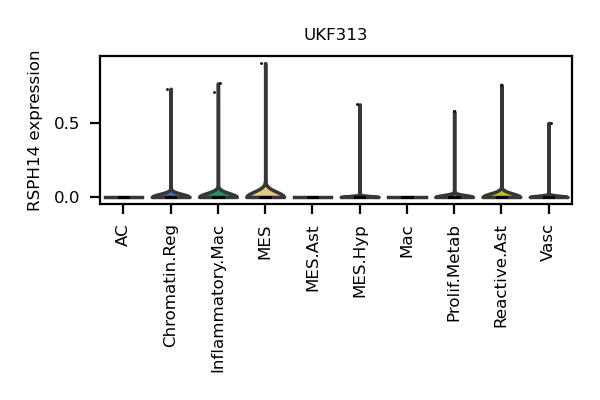 UKF313
RSPH14 expression
0.5
0.0
AC
Chromatin.Reg
Inflammatory.Mac
MES
MES.Ast
MES.Hyp
Mac
Prolif.Metab
Reactive.Ast
Vasc